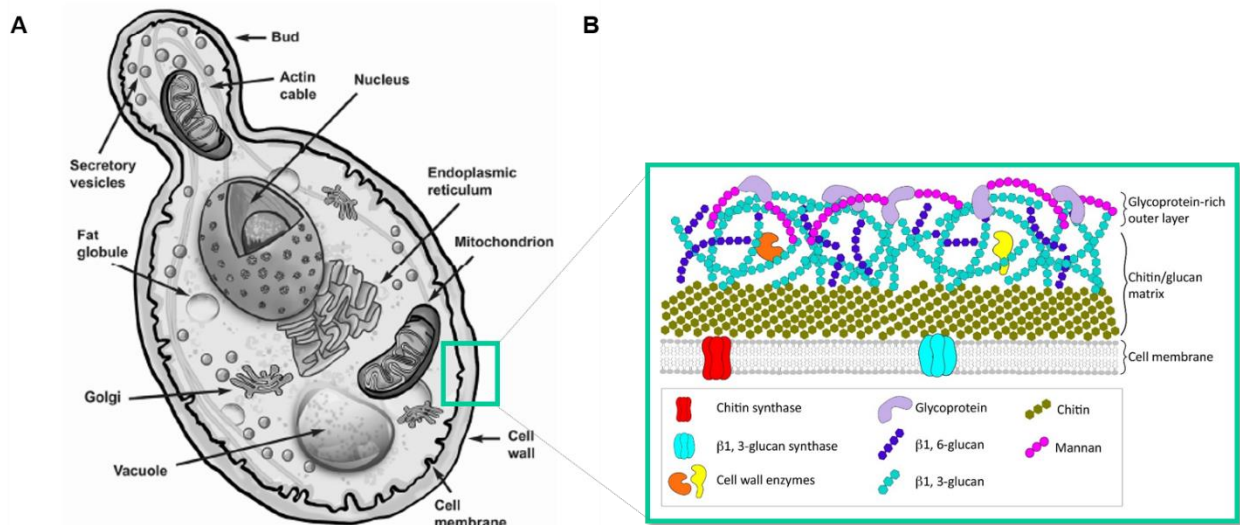 A
Bud
Actin
cable
Nucleus
Secretory
vesicles
Endoplasmic
reticulum
Fat
globule
Mitochondrion
Golgi
Vacuole
Cell
wall
Cell
membrane
B
Glycoprotein-rich
outer layer
Chitin/glucan
matrix
Cell membrane
Chitin synthase
Glycoprotein
Chitin
β1, 3-glucan synthase
β1, 6-glucan
Mannan
Cell wall enzymes
β1, 3-glucan